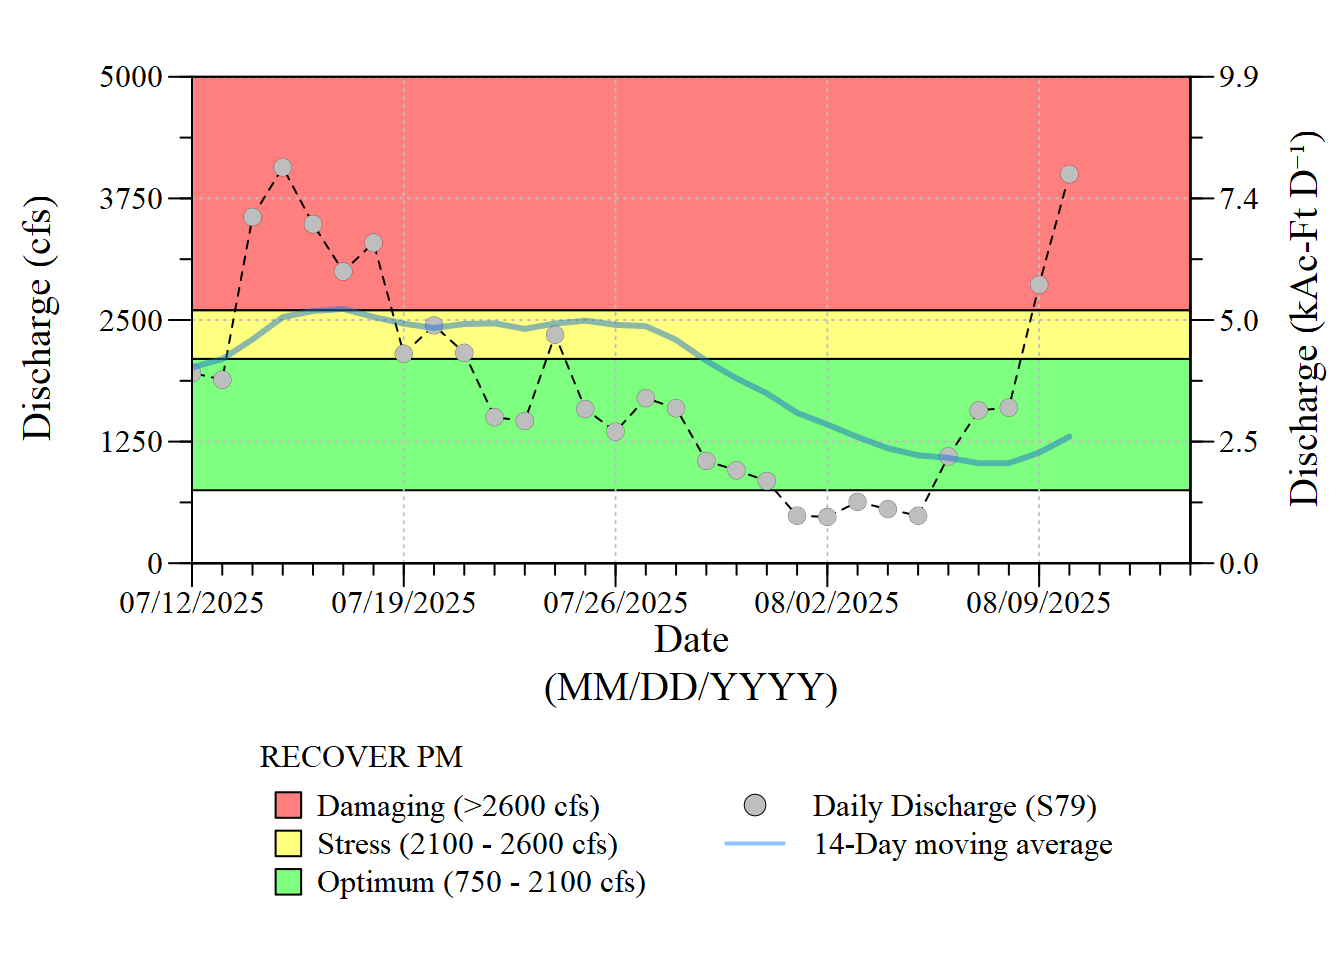 5000
3750
2500
1250
0
Discharge (cfs)
9.9
7.4
5.0
2.5
0.0
Discharge (kAc-Ft D⁻¹)
07/12/2025 07/19/2025 07/26/2025 08/02/2025 08/09/2025
Date
(MM/DD/YYYY)
RECOVER PM
Damaging (>2600 cfs)
Stress (2100 - 2600 cfs)
Optimum (750 - 2100 cfs)
Daily Discharge (S79)
14-Day moving average